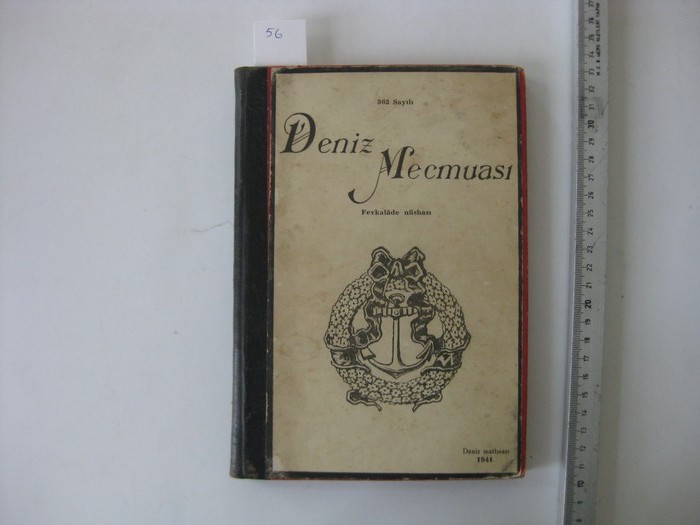 56
362 Sayılı
Deniz
Mecmuası
Fevkalâde nüshası
Deniz matbaası
1941